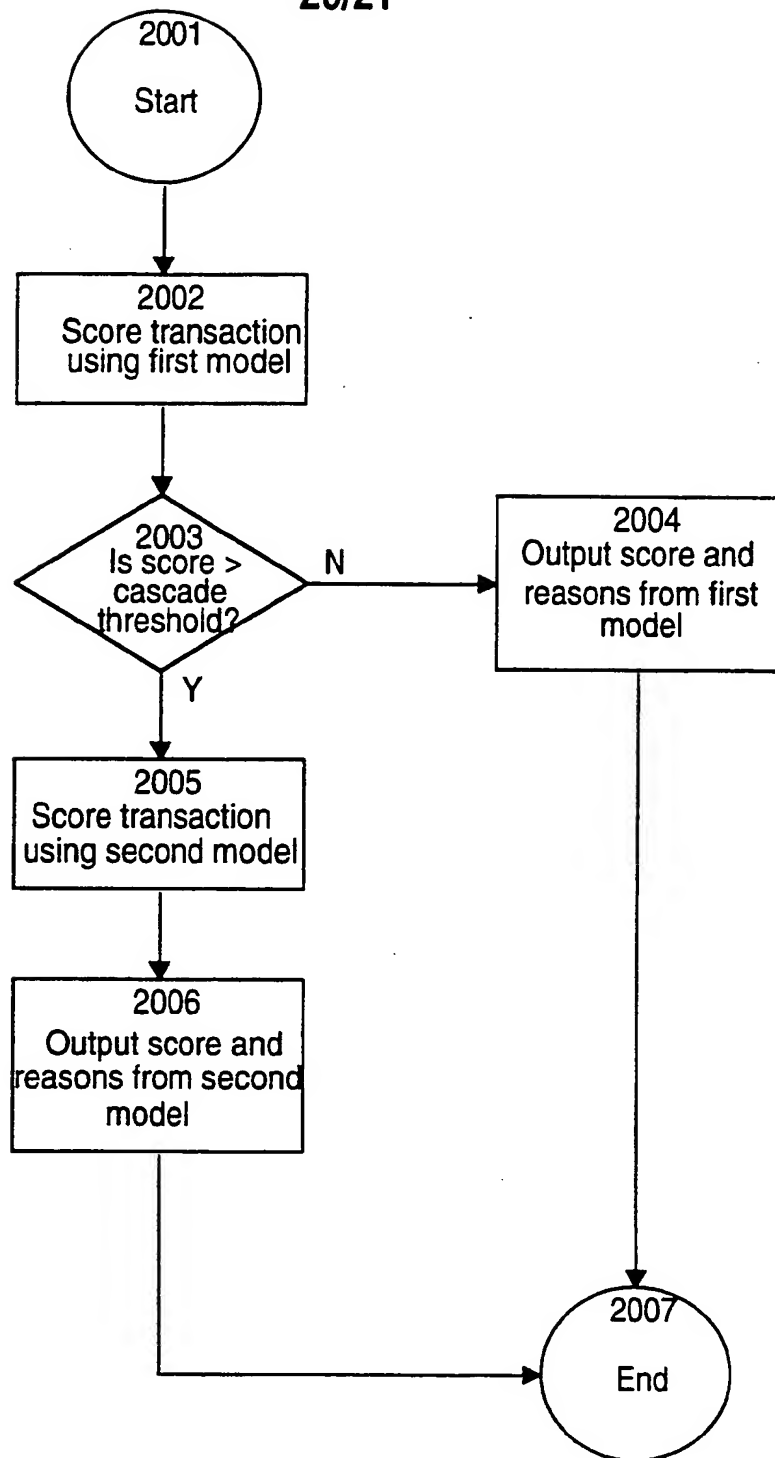 20/21
2001
Start
2002
Score transaction
using first model
2003
Is score >
cascade
threshold?
N
Y
2004
Output score and
reasons from first
model
2005
Score transaction
using second model
2006
Output score and
reasons from second
model
2007
End